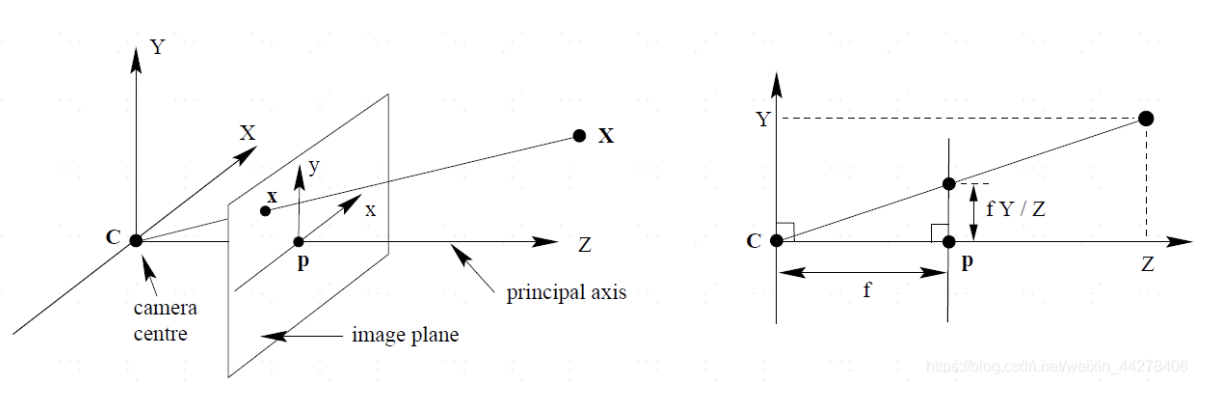 Y
X
X
x
y
x
C
p
Z
camera
centre
principal axis
image plane
Y
f Y / Z
C
p
Z
f
https://blog.csdn.net/weixin_44278406